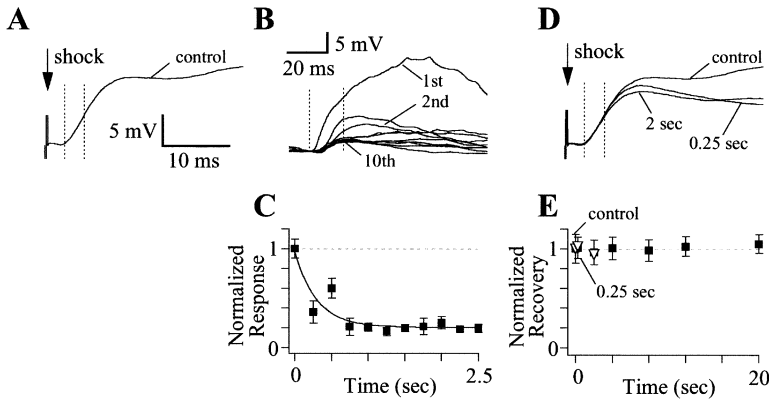 A
shock
control
5 mV
10 ms
B
5 mV
20 ms
1st
2nd
10th
C
Normalized
Response
1
0
0
2.5
Time (sec)
D
shock
control
2 sec
0.25 sec
E
control
Normalized
Recovery
1
0
0.25 sec
0
20
Time (sec)